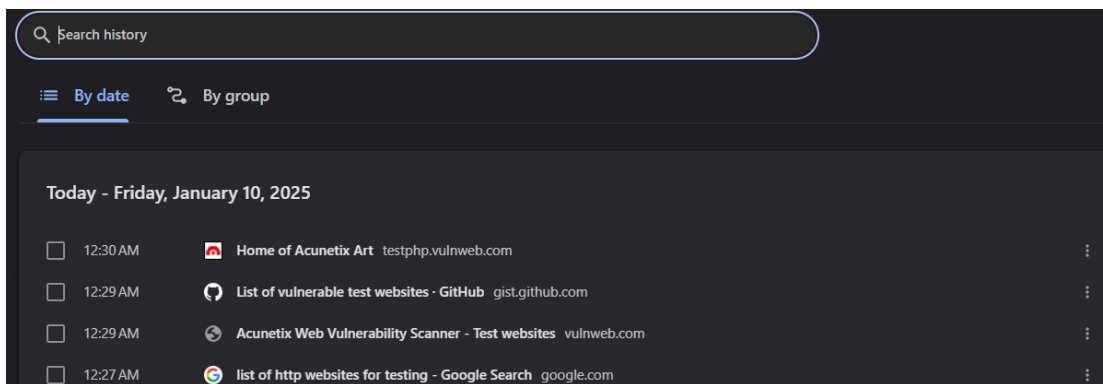 Search history
By date By group
Today - Friday, January 10, 2025
12:30 AM Home of Acunetix Art testphp.vulnweb.com
12:29 AM List of vulnerable test websites · GitHub gist.github.com
12:29 AM Acunetix Web Vulnerability Scanner - Test websites vulnweb.com
12:27 AM list of http websites for testing - Google Search google.com